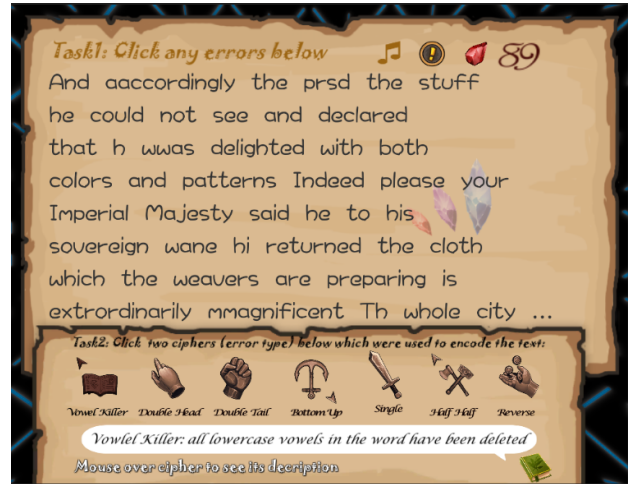 Task1: Click any errors below 89
And aaccordingly the prsd the stuff
he could not see and declared
that h wwas delighted with both
colors and patterns Indeed please your
Imperial Majesty said he to his
sovereign wane hi returned the cloth
which the weavers are preparing is
extrordinarily mmagnificent Th whole city ...
Task2: Click two ciphers (error type) below which were used to encode the text:
Vowel Killer Double Head Double Tail Bottom Up Single Half Half Reverse
Vowlel Killer: all lowercase vowels in the word have been deleted
Mouse over cipher to see its decription